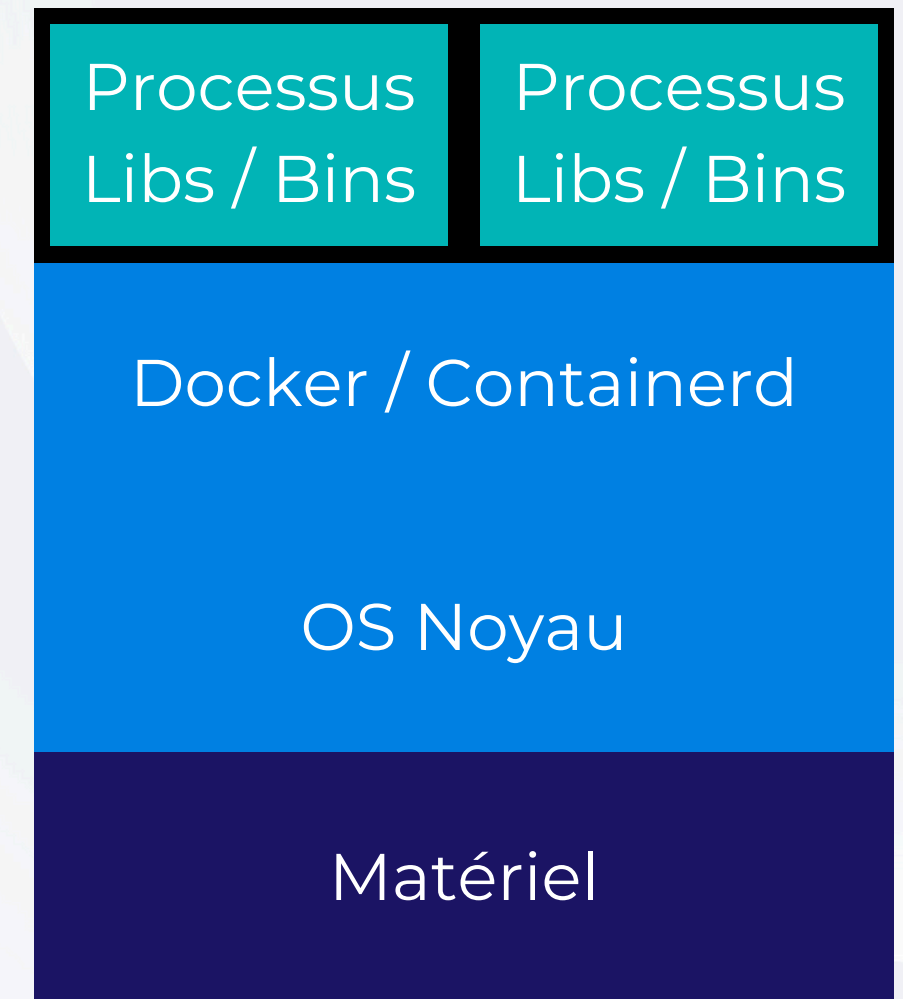 Processus
Libs / Bins
Processus
Libs / Bins
Docker / Containerd
OS Noyau
Matériel